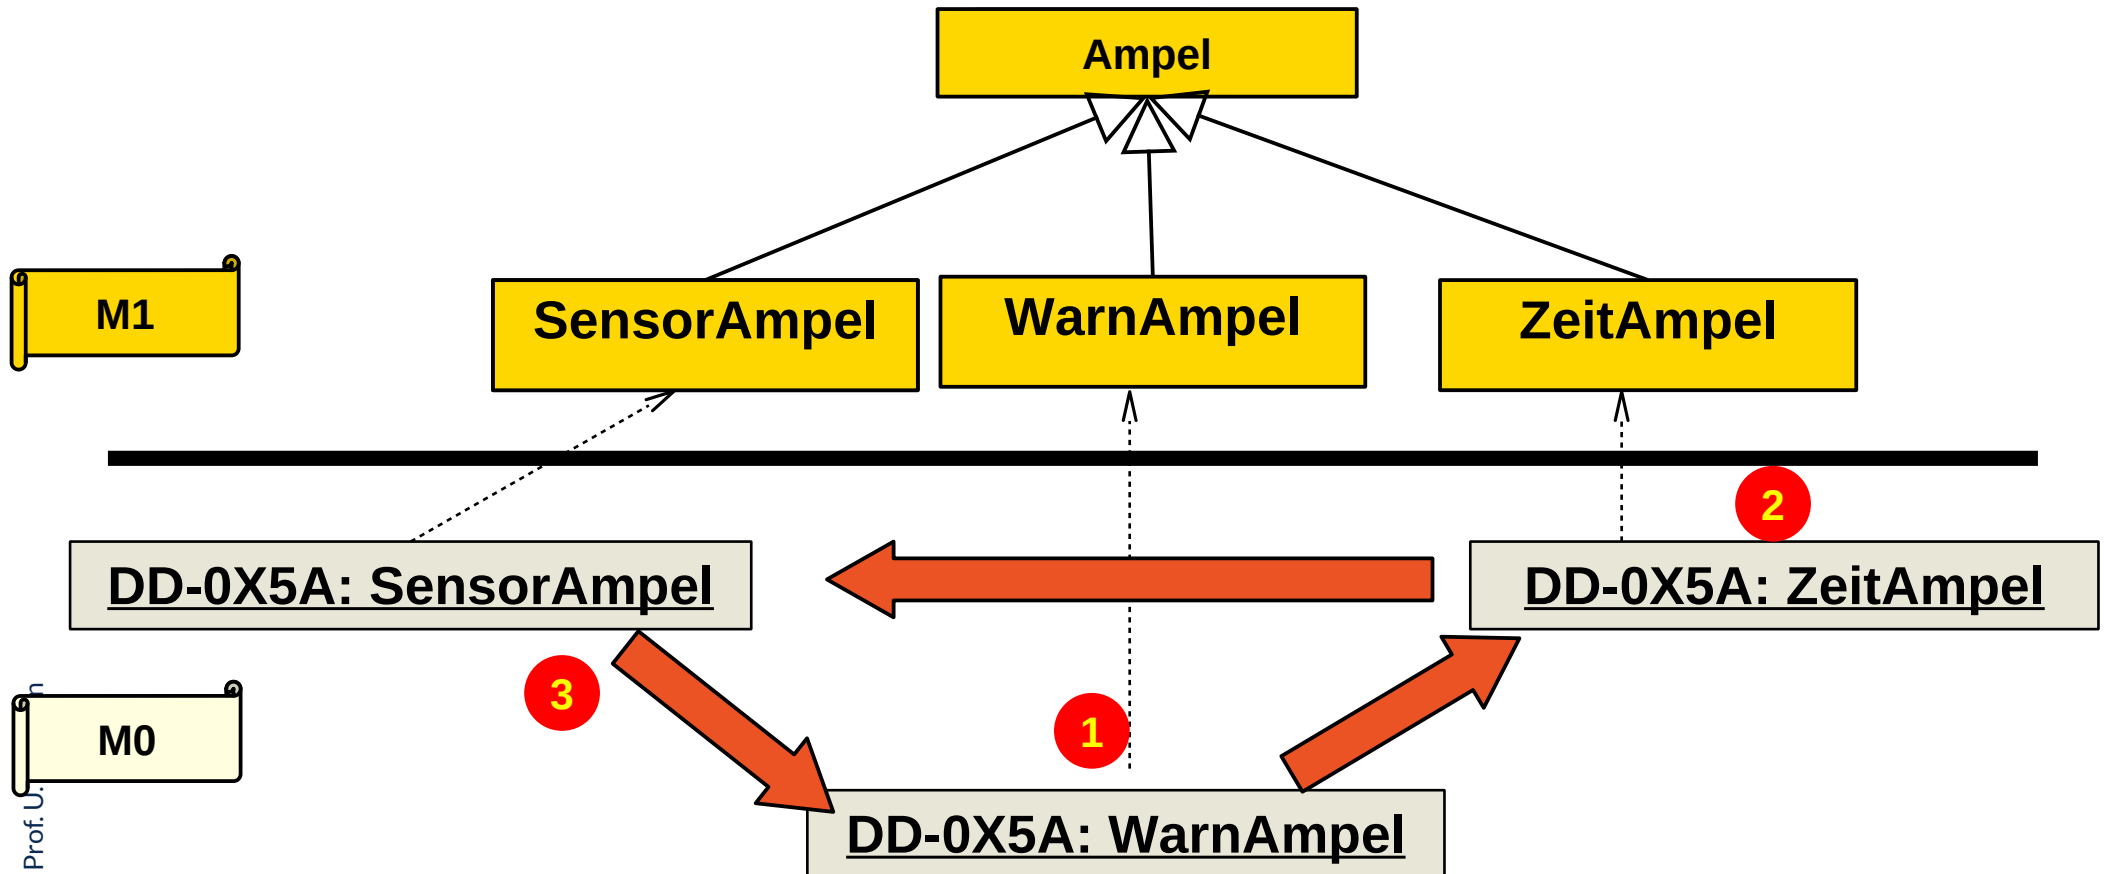 Ampel
SensorAmpel
WarnAmpel
ZeitAmpel
M1
2
DD-0X5A: SensorAmpel
DD-0X5A: ZeitAmpel
3
1
M0
DD-0X5A: WarnAmpel
Prof. U.